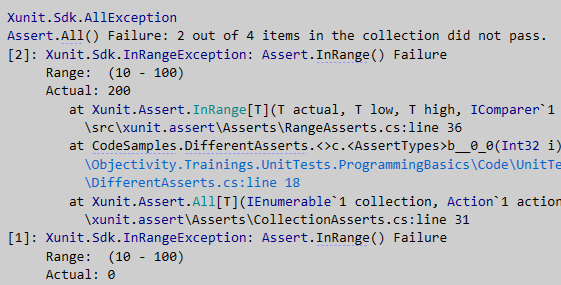 Xunit.Sdk.AllException
Assert.All() Failure: 2 out of 4 items in the collection did not pass.
[2]: Xunit.Sdk.InRangeException: Assert.InRange() Failure
Range:  (10 - 100)
Actual: 200
at Xunit.Assert.InRange[T](T actual, T low, T high, IComparer`1
\src\xunit.assert\Asserts\RangeAsserts.cs:line 36
at CodeSamples.DifferentAsserts.<>c.<AssertTypes>b__0_0(Int32 i)
\Objectivity.Trainings.UnitTests.ProgrammingBasics\Code\UnitTe
\DifferentAsserts.cs:line 18
at Xunit.Assert.All[T](IEnumerable`1 collection, Action`1 action
\xunit.assert\Asserts\CollectionAsserts.cs:line 31
[1]: Xunit.Sdk.InRangeException: Assert.InRange() Failure
Range:  (10 - 100)
Actual: 0